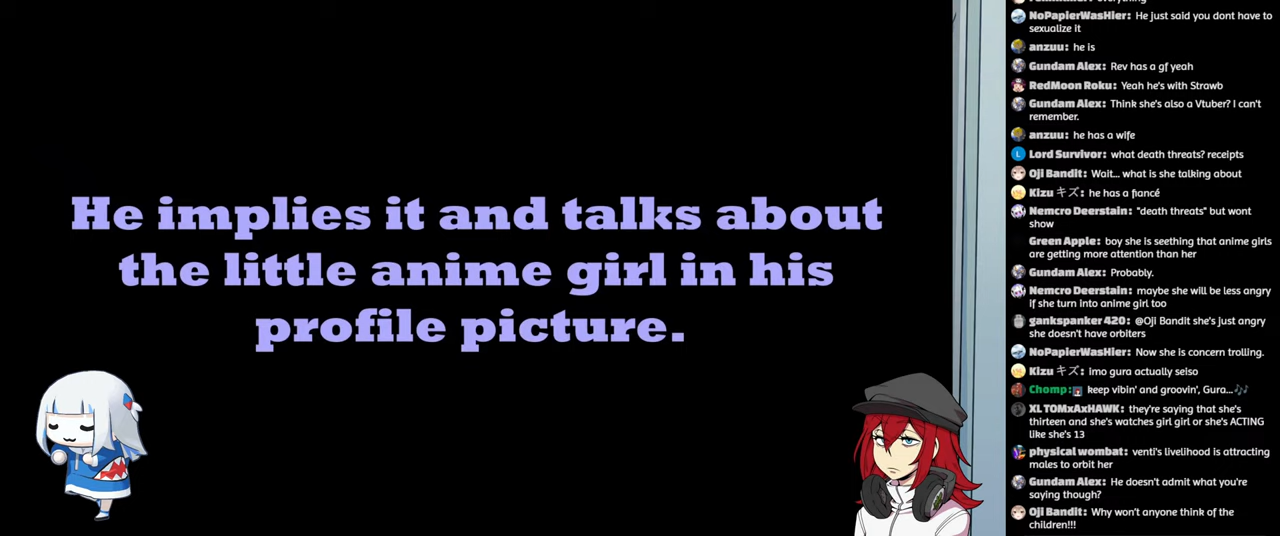 He implies it and talks about
the little anime girl in his
profile picture.
NoPapierWasHier: He just said you dont have to
sexualize it
anzuu: he is
Gundam Alex: Rev has a gf yeah
RedMoon Roku: Yeah he's with Strawb
Gundam Alex: Think she's also a Vtuber? I can't
remember.
anzuu: he has a wife
L Lord Survivor: what death threats? receipts
Oji Bandit: Wait... what is she talking about
Kizu キズ: he has a fiancé
Nemcro Deerstain: "death threats" but wont
show
Green Apple: boy she is seething that anime girls
are getting more attention than her
Gundam Alex: Probably.
Nemcro Deerstain: maybe she will be less angry
if she turn into anime girl too
gankspanker 420: @Oji Bandit she's just angry
she doesn't have orbiters
NoPapierWasHier: Now she is concern trolling.
Kizu キズ: imo gura actually seiso
Chomp: keep vibin' and groovin', Gura...🎶
XL TOMxAxHAWK: they're saying that she's
thirteen and she's watches girl girl or she's ACTING
like she's 13
physical wombat: venti's livelihood is attracting
males to orbit her
Gundam Alex: He doesn't admit what you're
saying though?
Oji Bandit: Why won't anyone think of the
children!!!